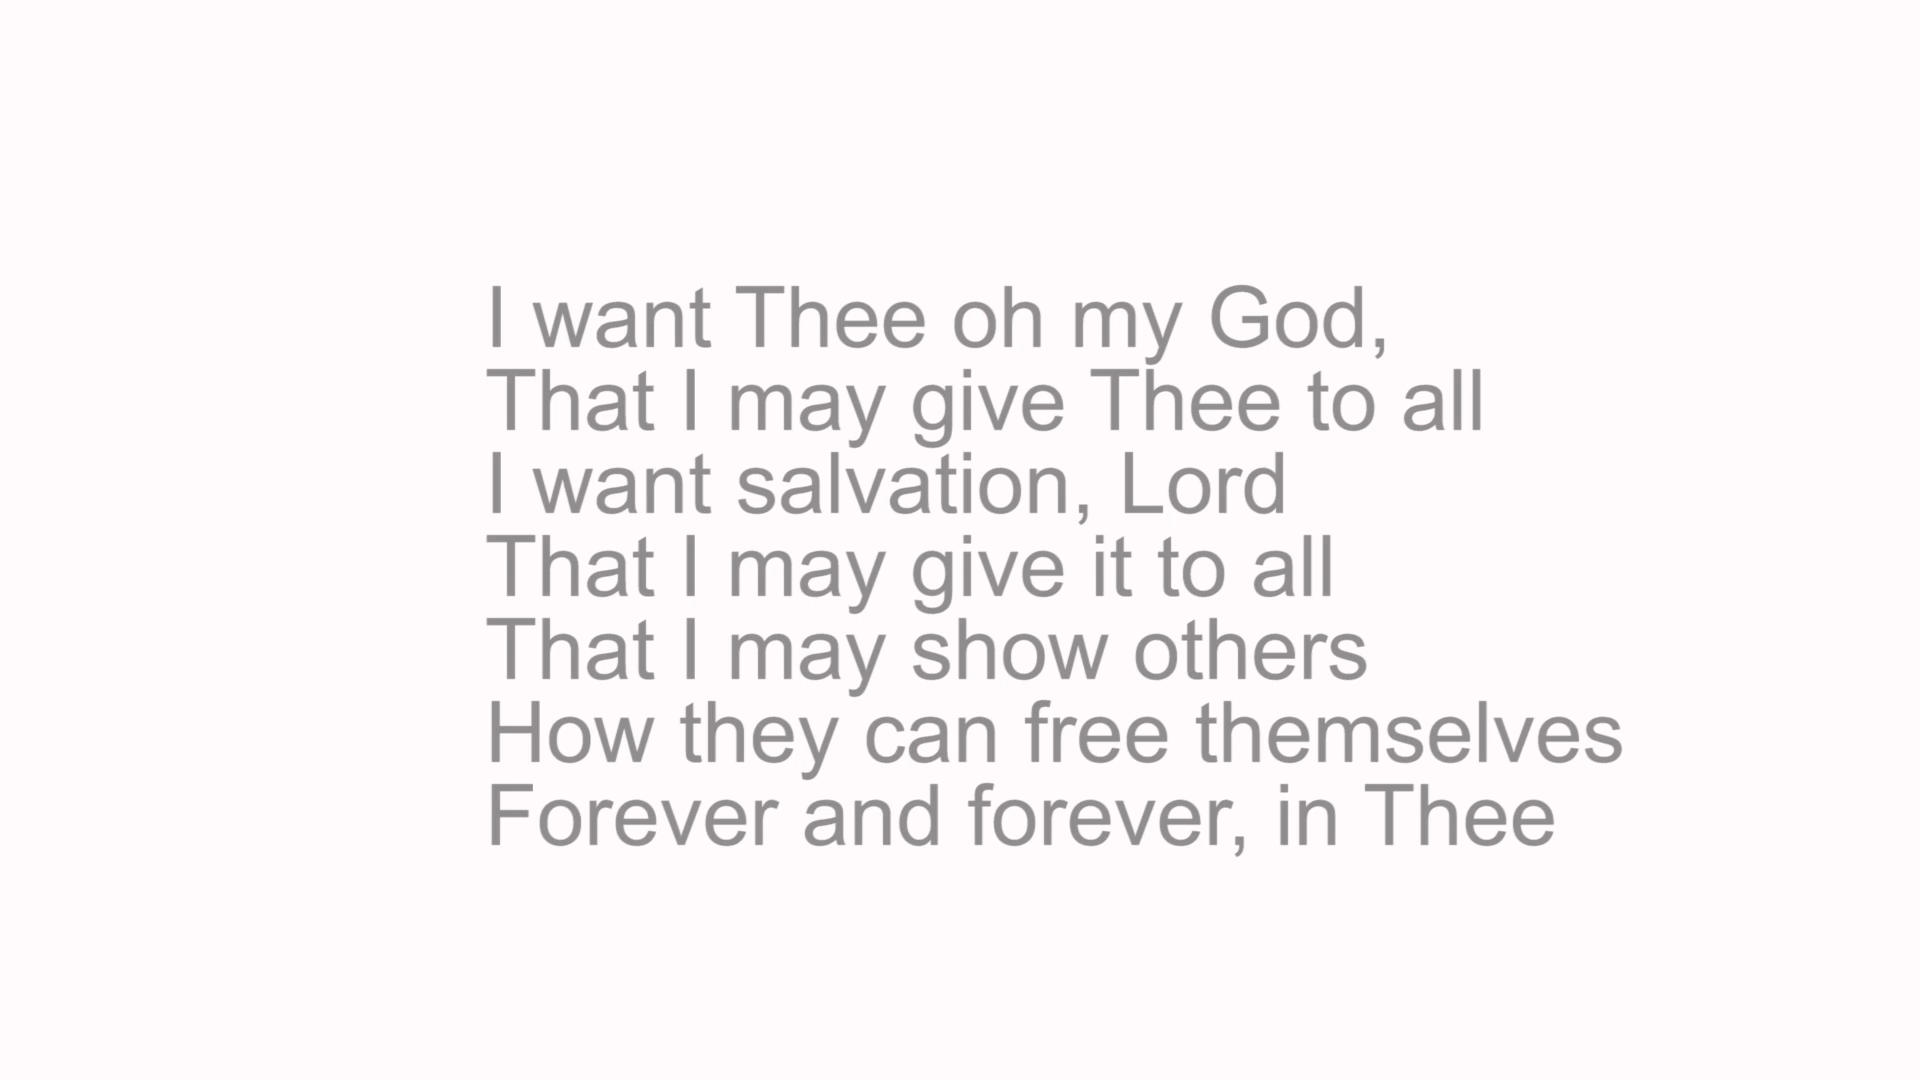 I want Thee oh my God,
That I may give Thee to all
I want salvation, Lord
That I may give it to all
That I may show others
How they can free themselves
Forever and forever, in Thee